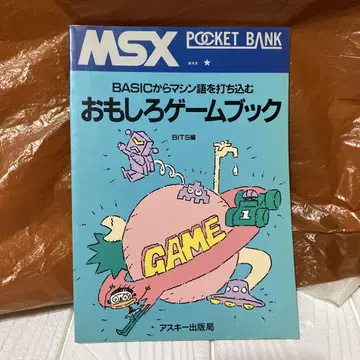 MSX
POCKET BANK
★
BASICからマシン語を打ち込む
おもしろゲームブック
BITS編
GAME
1
アスキー出版局